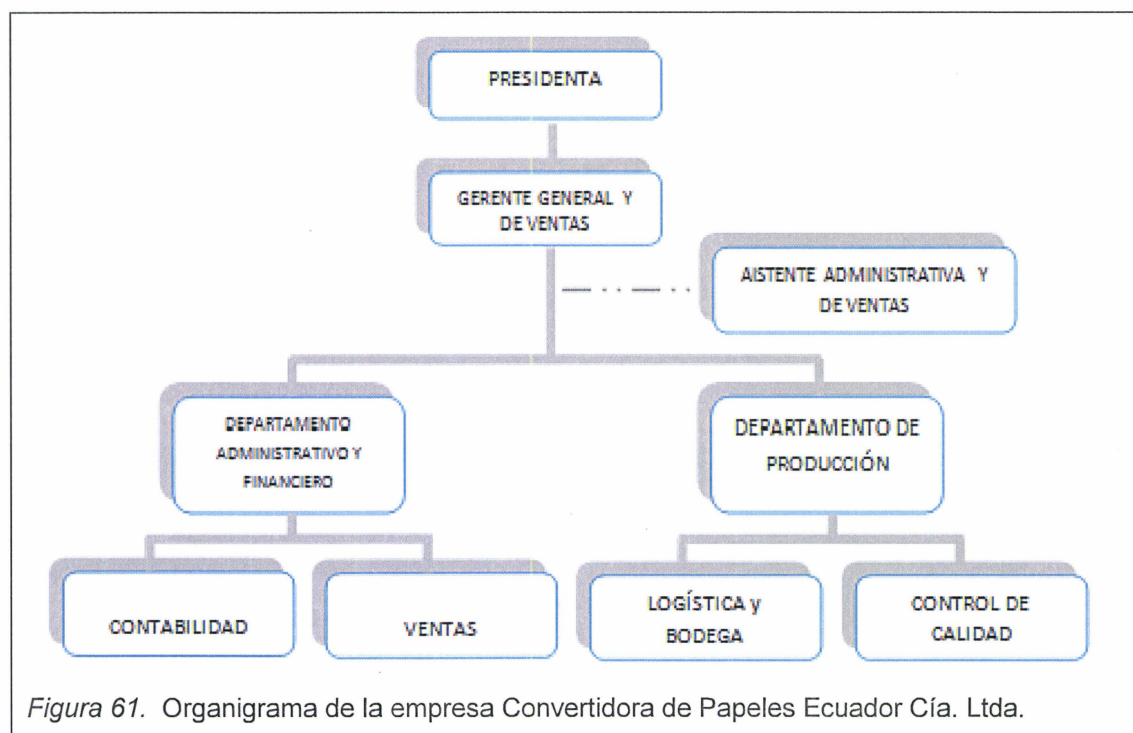 PRESIDENTA
GERENTE GENERAL Y
DE VENTAS
AISTENTE ADMINISTRATIVA Y
DE VENTAS
DEPARTAMENTO
ADMINISTRATIVO Y
FINANCIERO
DEPARTAMENTO DE
PRODUCCIÓN
CONTABILIDAD
VENTAS
LOGÍSTICA y
BODEGA
CONTROL DE
CALIDAD
Figura 61. Organigrama de la empresa Convertidora de Papeles Ecuador Cía. Ltda.